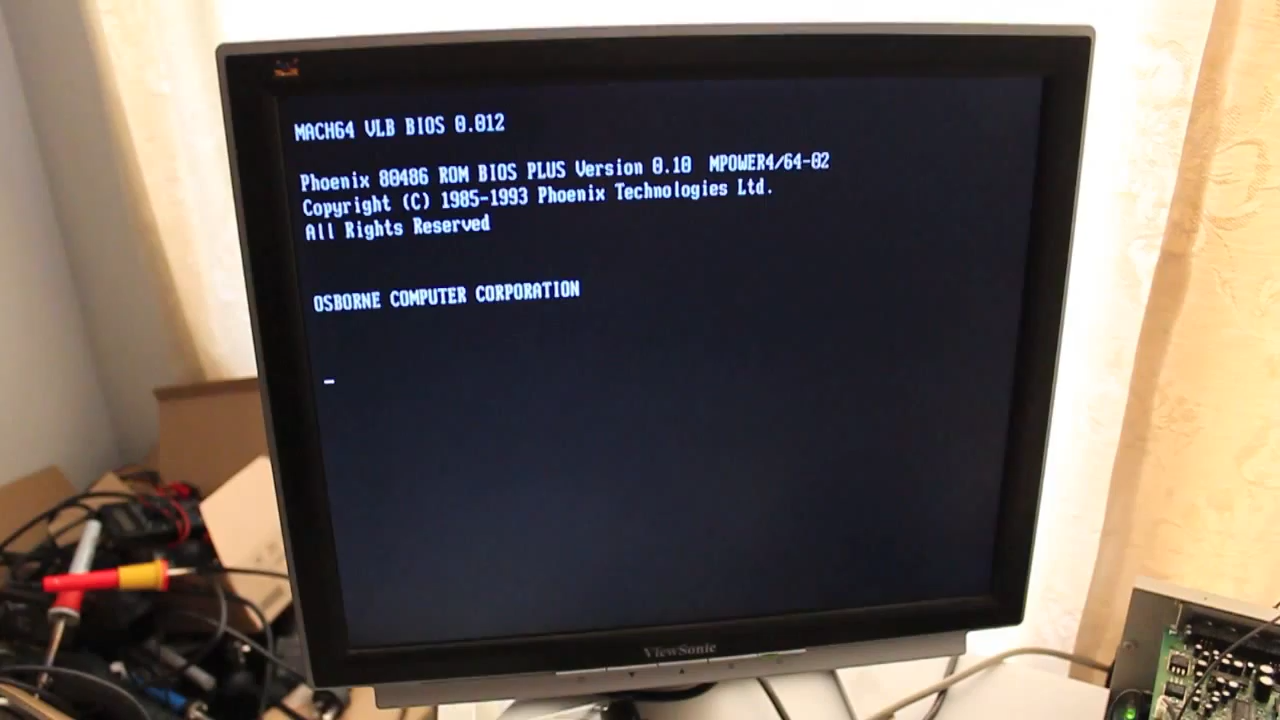 MACH64 VLB BIOS 0.012
Phoenix 80486 ROM BIOS PLUS Version 0.10  MPOWER4/64-02
Copyright (C) 1985-1993 Phoenix Technologies Ltd.
All Rights Reserved
OSBORNE COMPUTER CORPORATION
ViewSonic